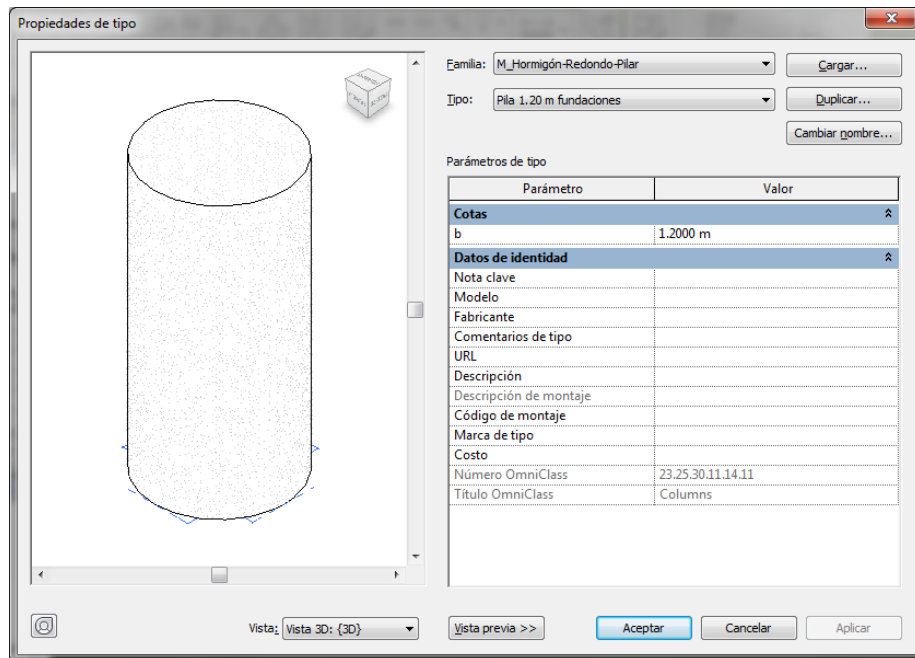 Propiedades de tipo
Familia: M_Hormigón-Redondo-Pilar Cargar...
Tipo: Pila 1.20 m fundaciones Duplicar...
Cambiar nombre...
Parámetros de tipo
Parámetro Valor
Cotas
b 1.2000 m
Datos de identidad
Nota clave
Modelo
Fabricante
Comentarios de tipo
URL
Descripción
Descripción de montaje
Código de montaje
Marca de tipo
Costo
Número OmniClass 23.25.30.11.14.11
Título OmniClass Columns
Vista: Vista 3D: {3D} Vista previa >> Aceptar Cancelar Aplicar